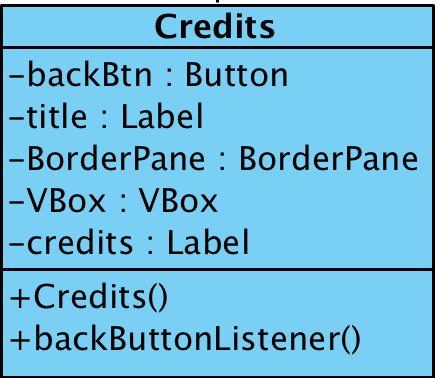 Credits
-backBtn : Button
-title : Label
-BorderPane : BorderPane
-VBox : VBox
-credits : Label
+Credits()
+backButtonListener()